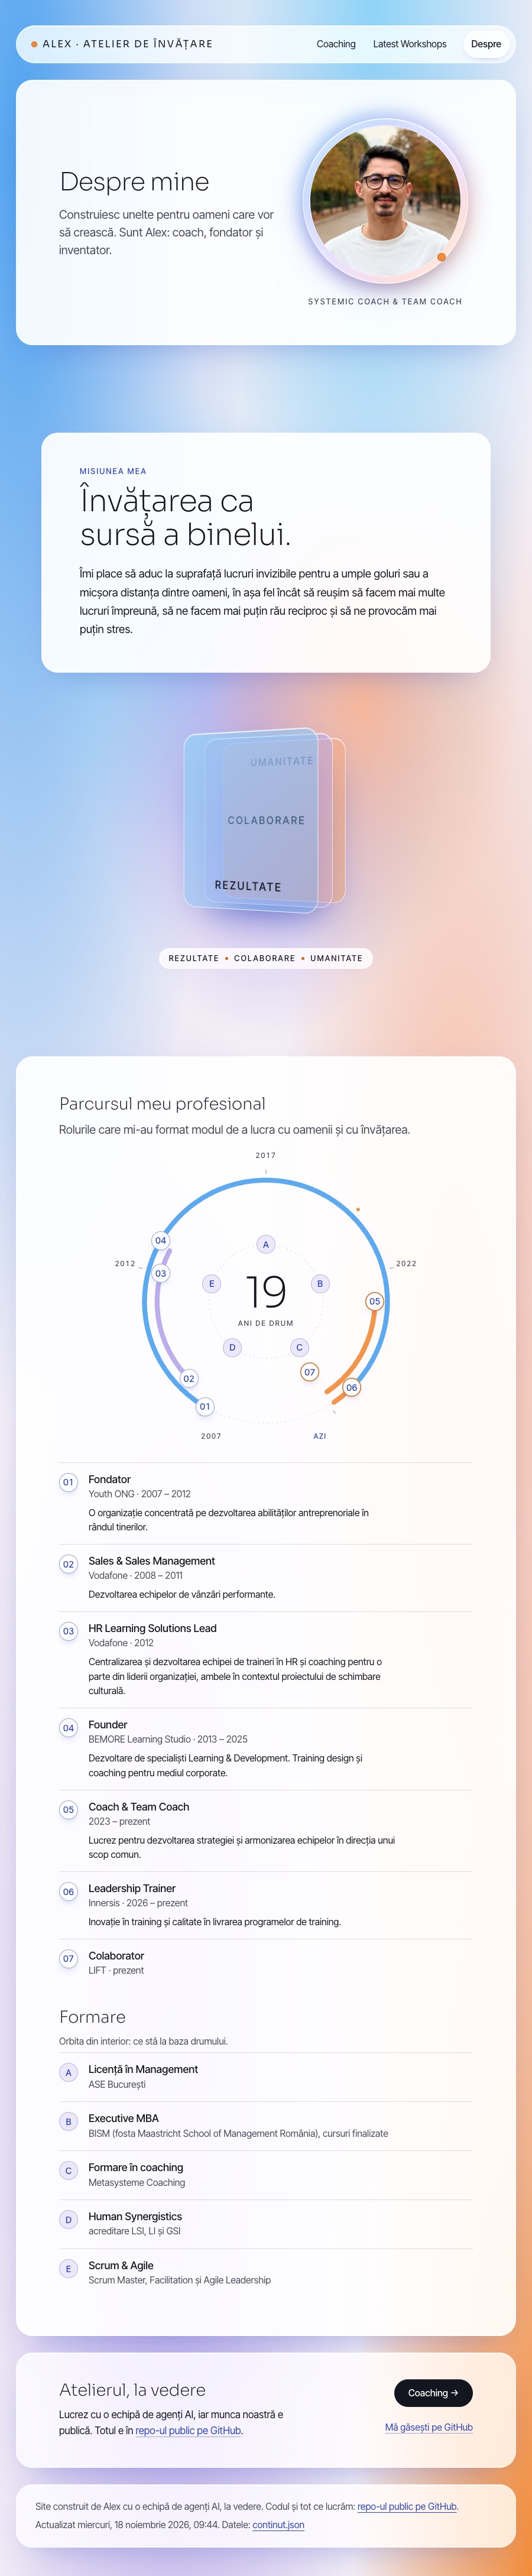 ALEX · ATELIER DE ÎNVĂȚARE
Coaching
Latest Workshops
Despre
Despre mine
Construiesc unelte pentru oameni care vor
să crească. Sunt Alex: coach, fondator și
inventator.
SYSTEMIC COACH & TEAM COACH
MISIUNEA MEA
Învățarea ca
sursă a binelui.
Îmi place să aduc la suprafață lucruri invizibile pentru a umple goluri sau a
micșora distanța dintre oameni, în așa fel încât să reușim să facem mai multe
lucruri împreună, să ne facem mai puțin rău reciproc și să ne provocăm mai
puțin stres.
UMANITATE
COLABORARE
REZULTATE
REZULTATE • COLABORARE • UMANITATE
Parcursul meu profesional
Rolurile care mi-au format modul de a lucra cu oamenii și cu învățarea.
2017
04
A
2012
2022
03
E
B
19
05
ANI DE DRUM
D
C
07
02
06
01
2007
AZI
01
Fondator
Youth ONG · 2007 – 2012
O organizație concentrată pe dezvoltarea abilităților antreprenoriale în
rândul tinerilor.
02
Sales & Sales Management
Vodafone · 2008 – 2011
Dezvoltarea echipelor de vânzări performante.
03
HR Learning Solutions Lead
Vodafone · 2012
Centralizarea și dezvoltarea echipei de traineri în HR și coaching pentru o
parte din liderii organizației, ambele în contextul proiectului de schimbare
culturală.
04
Founder
BEMORE Learning Studio · 2013 – 2025
Dezvoltare de specialiști Learning & Development. Training design și
coaching pentru mediul corporate.
05
Coach & Team Coach
2023 – prezent
Lucrez pentru dezvoltarea strategiei și armonizarea echipelor în direcția unui
scop comun.
06
Leadership Trainer
Innersis · 2026 – prezent
Inovație în training și calitate în livrarea programelor de training.
07
Colaborator
LIFT · prezent
Formare
Orbita din interior: ce stă la baza drumului.
A
Licență în Management
ASE București
B
Executive MBA
BISM (fosta Maastricht School of Management România), cursuri finalizate
C
Formare în coaching
Metasysteme Coaching
D
Human Synergistics
acreditare LSI, LI și GSI
E
Scrum & Agile
Scrum Master, Facilitation și Agile Leadership
Atelierul, la vedere
Lucrez cu o echipă de agenți AI, iar munca noastră e
publică. Totul e în repo-ul public pe GitHub.
Coaching →
Mă găsești pe GitHub
Site construit de Alex cu o echipă de agenți AI, la vedere. Codul și tot ce lucrăm: repo-ul public pe GitHub.
Actualizat miercuri, 18 noiembrie 2026, 09:44. Datele: continut.json